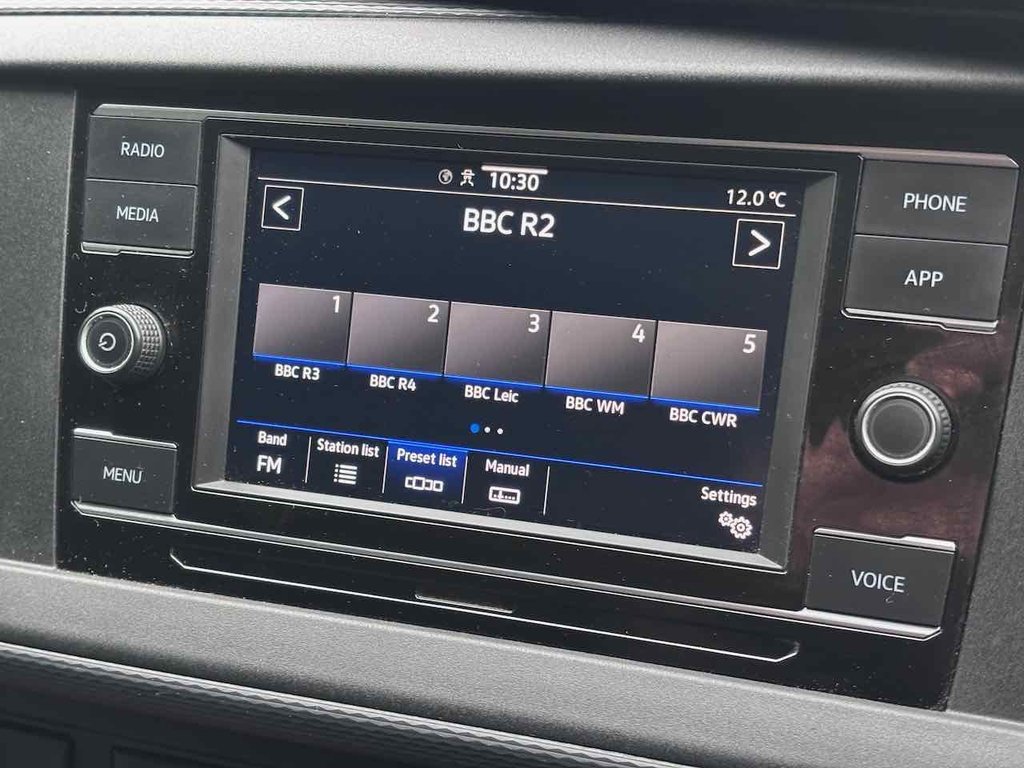 RADIO
MEDIA
MENU
10:30
12.0 °C
<
BBC R2
>
1
2
3
4
5
BBC R3
BBC R4
BBC Leic
BBC WM
BBC CWR
Band
FM
Station list
Preset list
Manual
Settings
PHONE
APP
VOICE